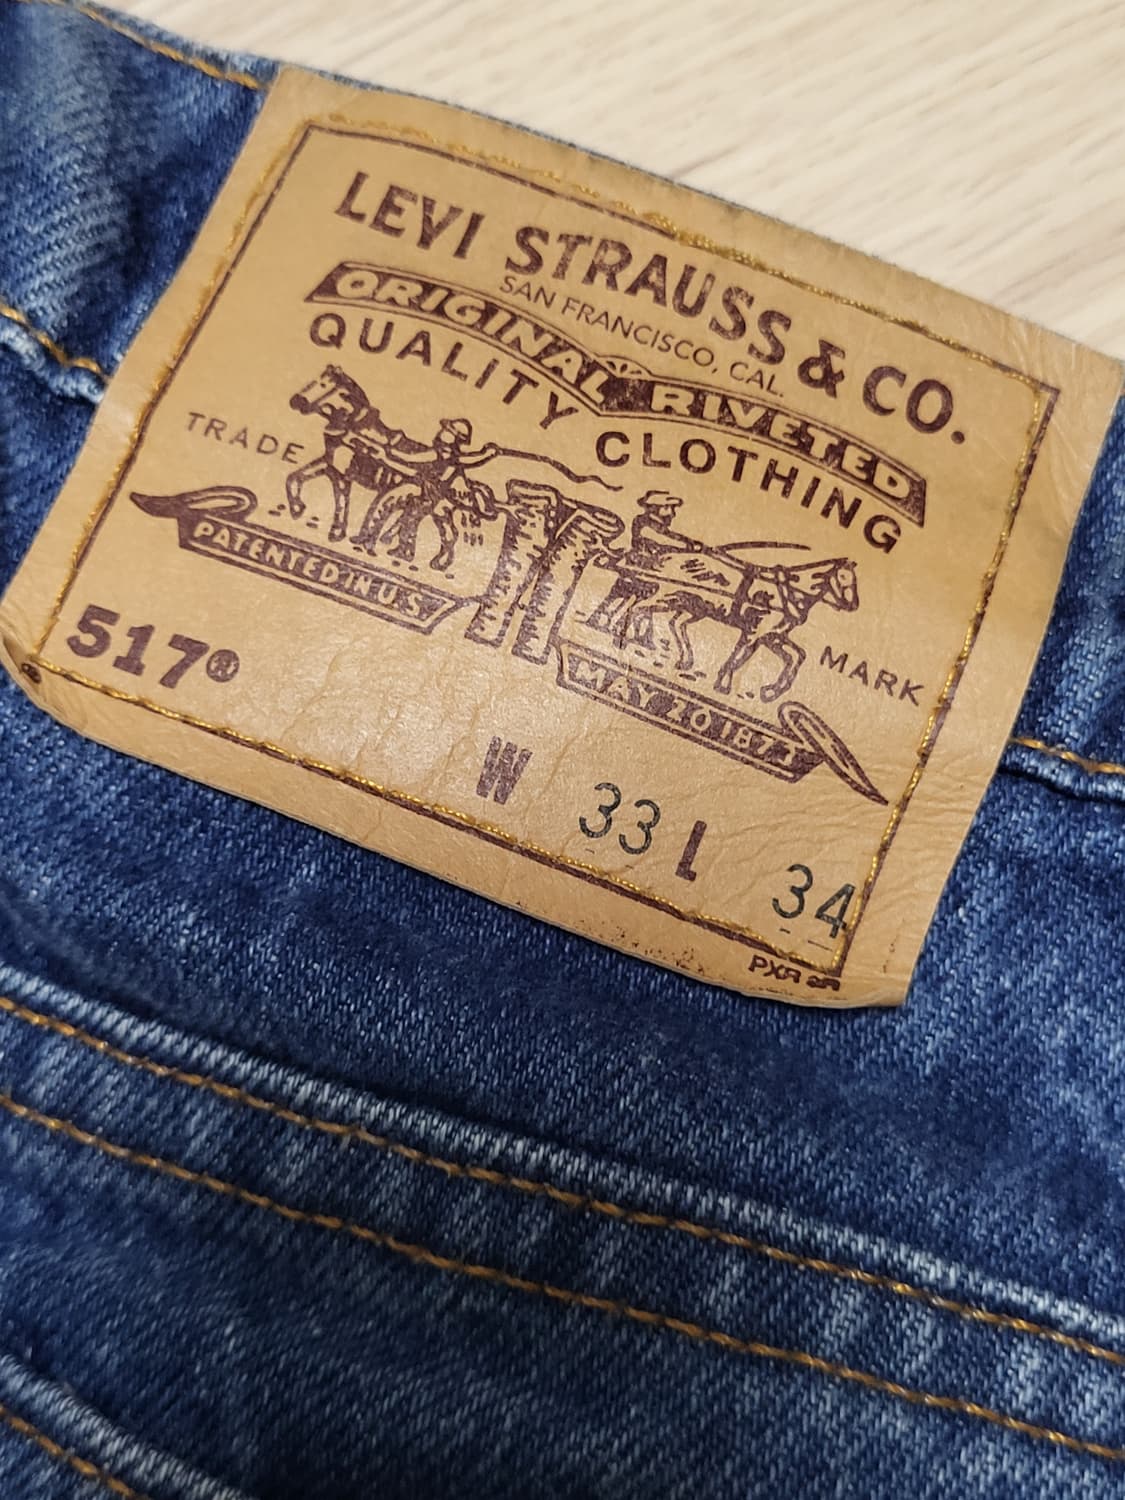 LEVI STRAUSS & CO.
SAN FRANCISCO, CAL.
ORIGINAL RIVETED
QUALITY CLOTHING
TRADE MARK
PATENTED IN U.S.
MAY 20 1873
517®
W 33 L 34
PXR